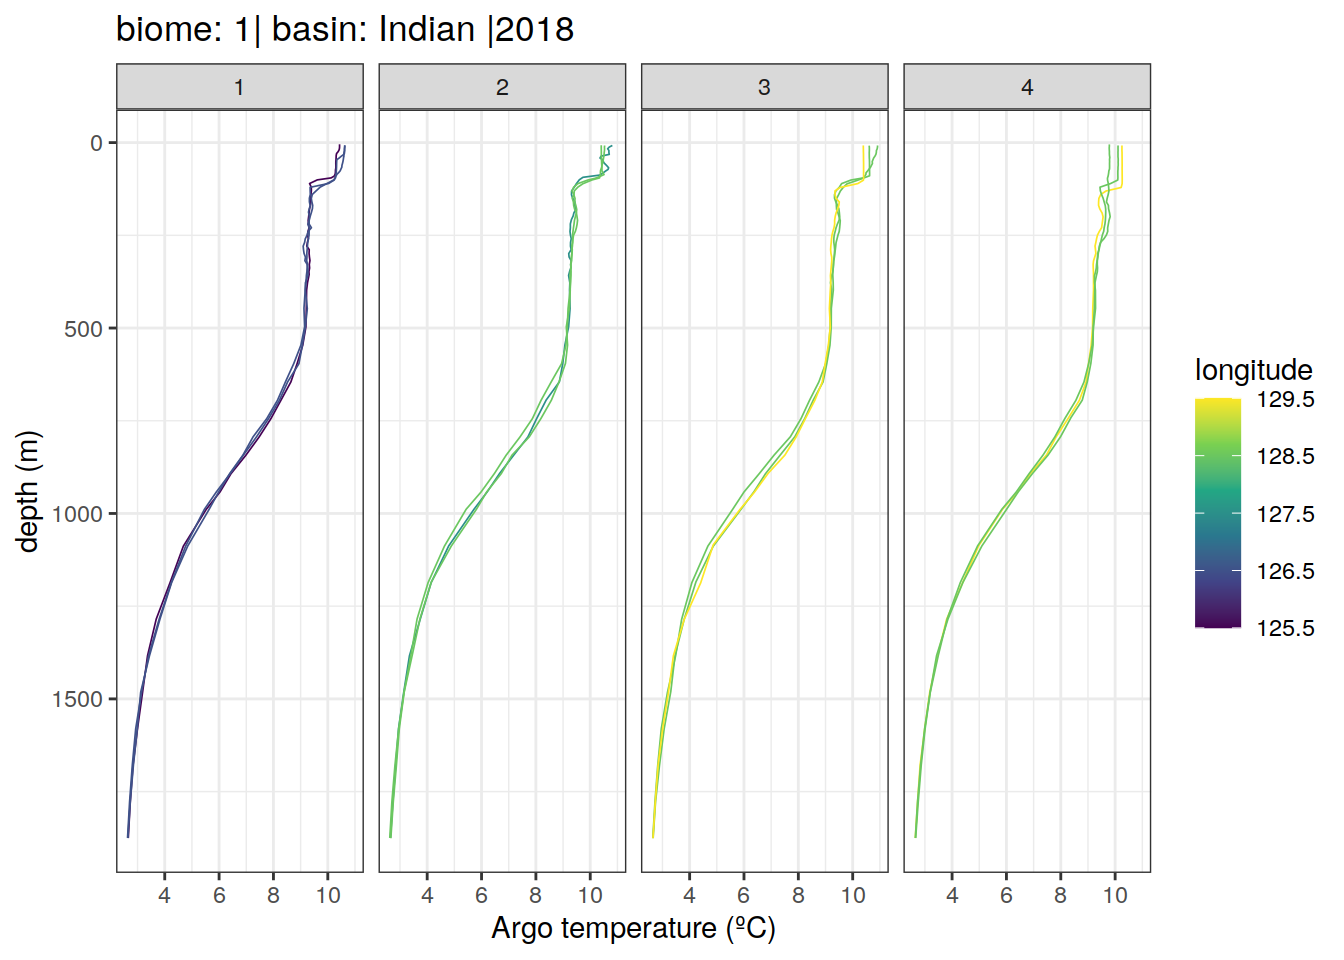 biome: 1| basin: Indian |2018
1 2 3 4
0
500
1000
1500
depth (m)
4 6 8 10 4 6 8 10 4 6 8 10 4 6 8 10
Argo temperature (ºC)
longitude
129.5
128.5
127.5
126.5
125.5